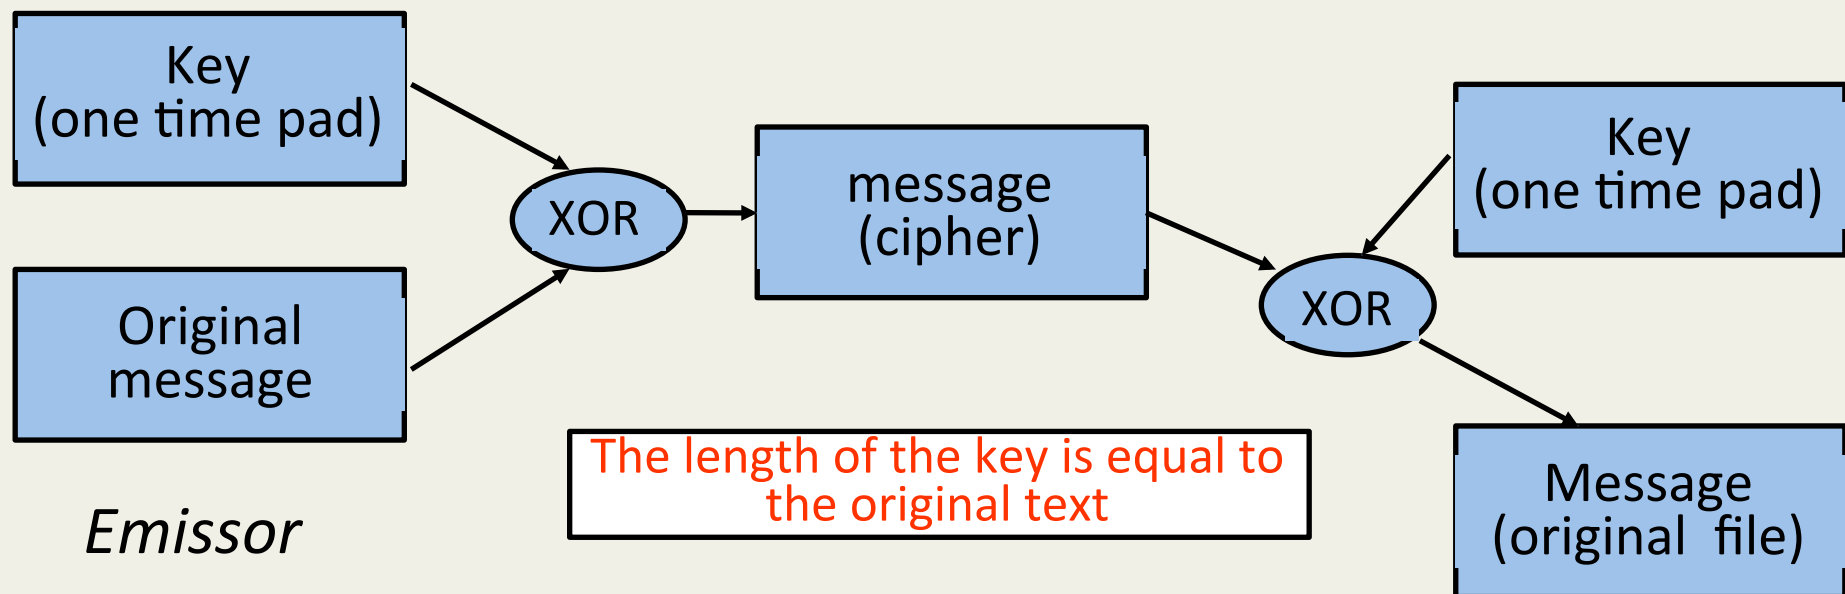 Key
(one time pad)
Original
message
XOR
message
(cipher)
Key
(one time pad)
XOR
Message
(original  file)
The length of the key is equal to
the original text
Emissor